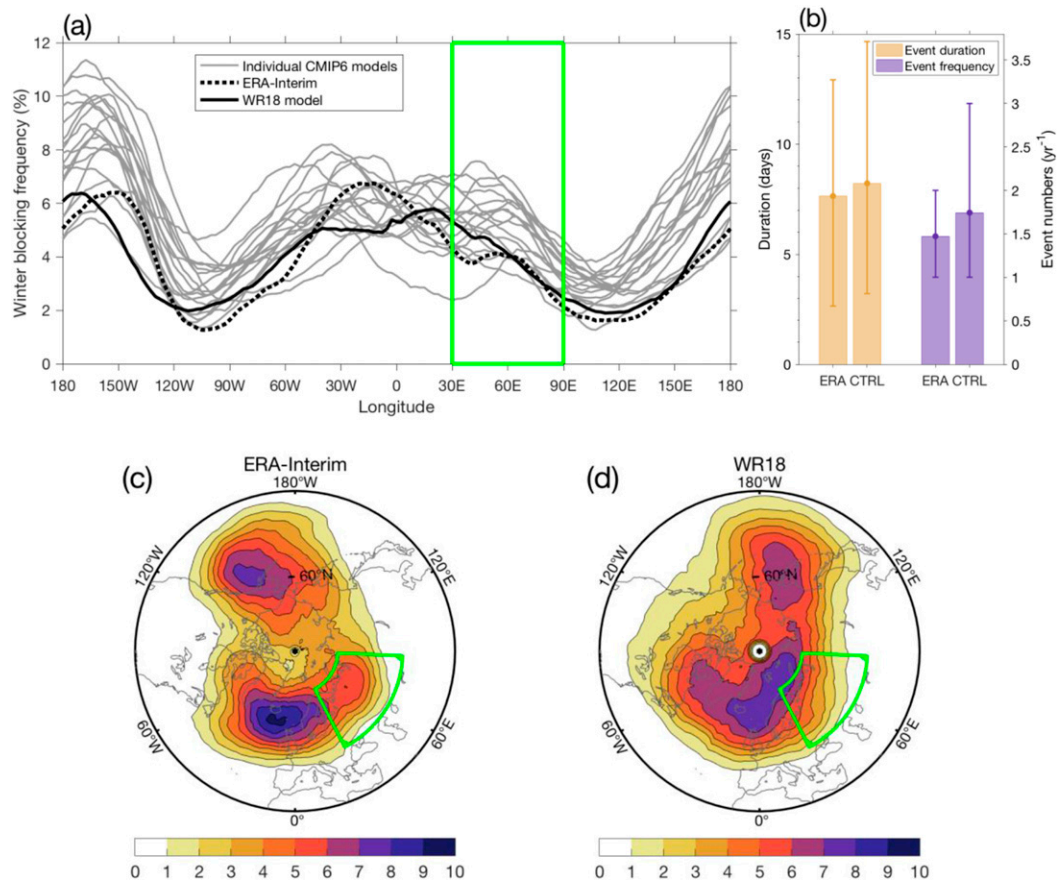 (a)
12
10
8
6
4
2
0
Winter blocking frequency (%)
Individual CMIP6 models
ERA-Interim
WR18 model
180 150W 120W 90W 60W 30W 0 30E 60E 90E 120E 150E 180
Longitude
(b)
15
10
5
0
Duration (days)
Event duration
Event frequency
3.5
3
2.5
2
1.5
1
0.5
0
Event numbers (yr⁻¹)
ERA CTRL ERA CTRL
(c)
ERA-Interim
180°W
120°W
120°E
60°N
60°W
60°E
0°
0 1 2 3 4 5 6 7 8 9 10
(d)
WR18
180°W
120°W
120°E
60°N
60°W
60°E
0°
0 1 2 3 4 5 6 7 8 9 10